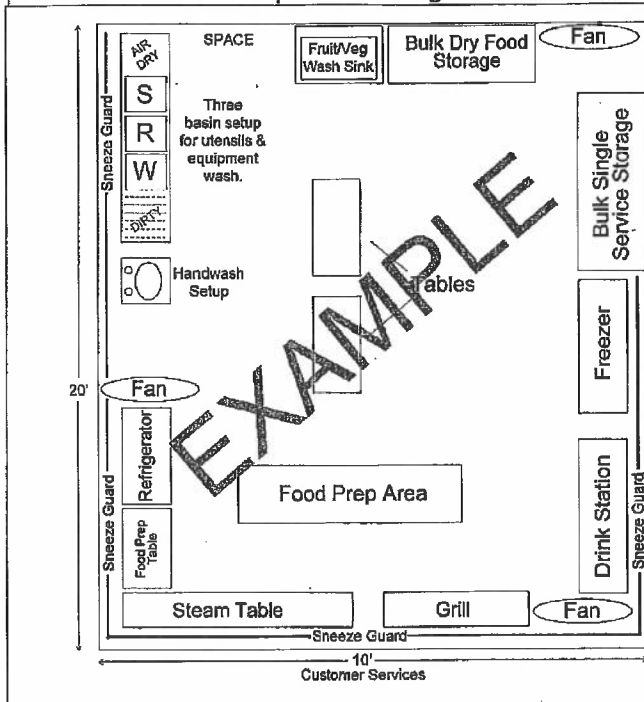 SPACE
Fruit/Veg
Wash Sink
Bulk Dry Food
Storage
Fan
AIR
DRY
S
R
W
DIRTY
Three
basin setup
for utensils &
equipment
wash.
Sneeze Guard
Bulk Single
Service Storage
Handwash
Setup
Tables
EXAMPLE
Freezer
20'
Fan
Refrigerator
Food Prep Area
Sneeze Guard
Food Prep
Table
Drink Station
Sneeze Guard
Steam Table
Grill
Fan
Sneeze Guard
10'
Customer Services